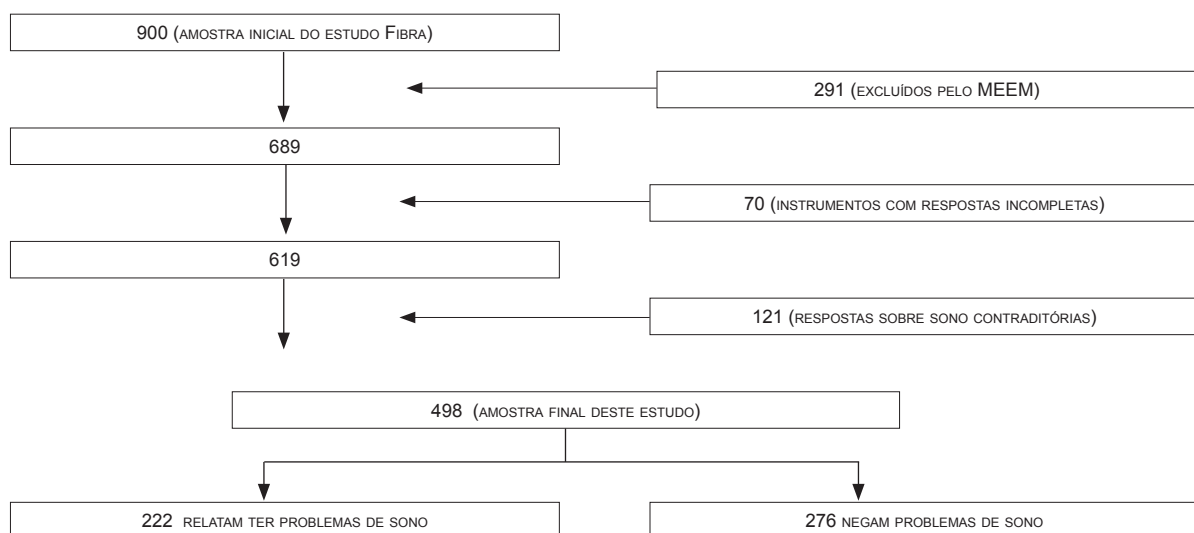 900 (AMOSTRA INICIAL DO ESTUDO FIBRA)
291 (EXCLUÍDOS PELO MEEM)
689
70 (INSTRUMENTOS COM RESPOSTAS INCOMPLETAS)
619
121 (RESPOSTAS SOBRE SONO CONTRADITÓRIAS)
498 (AMOSTRA FINAL DESTE ESTUDO)
222 RELATAM TER PROBLEMAS DE SONO
276 NEGAM PROBLEMAS DE SONO